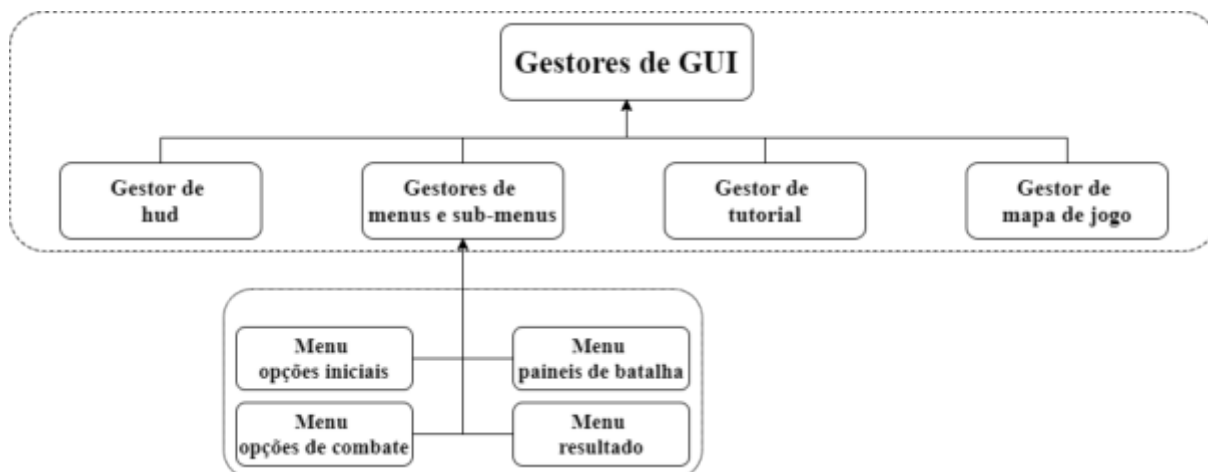 Gestores de GUI
Gestor de
hud
Gestores de
menus e sub-menus
Gestor de
tutorial
Gestor de
mapa de jogo
Menu
opções iniciais
Menu
paineis de batalha
Menu
opções de combate
Menu
resultado